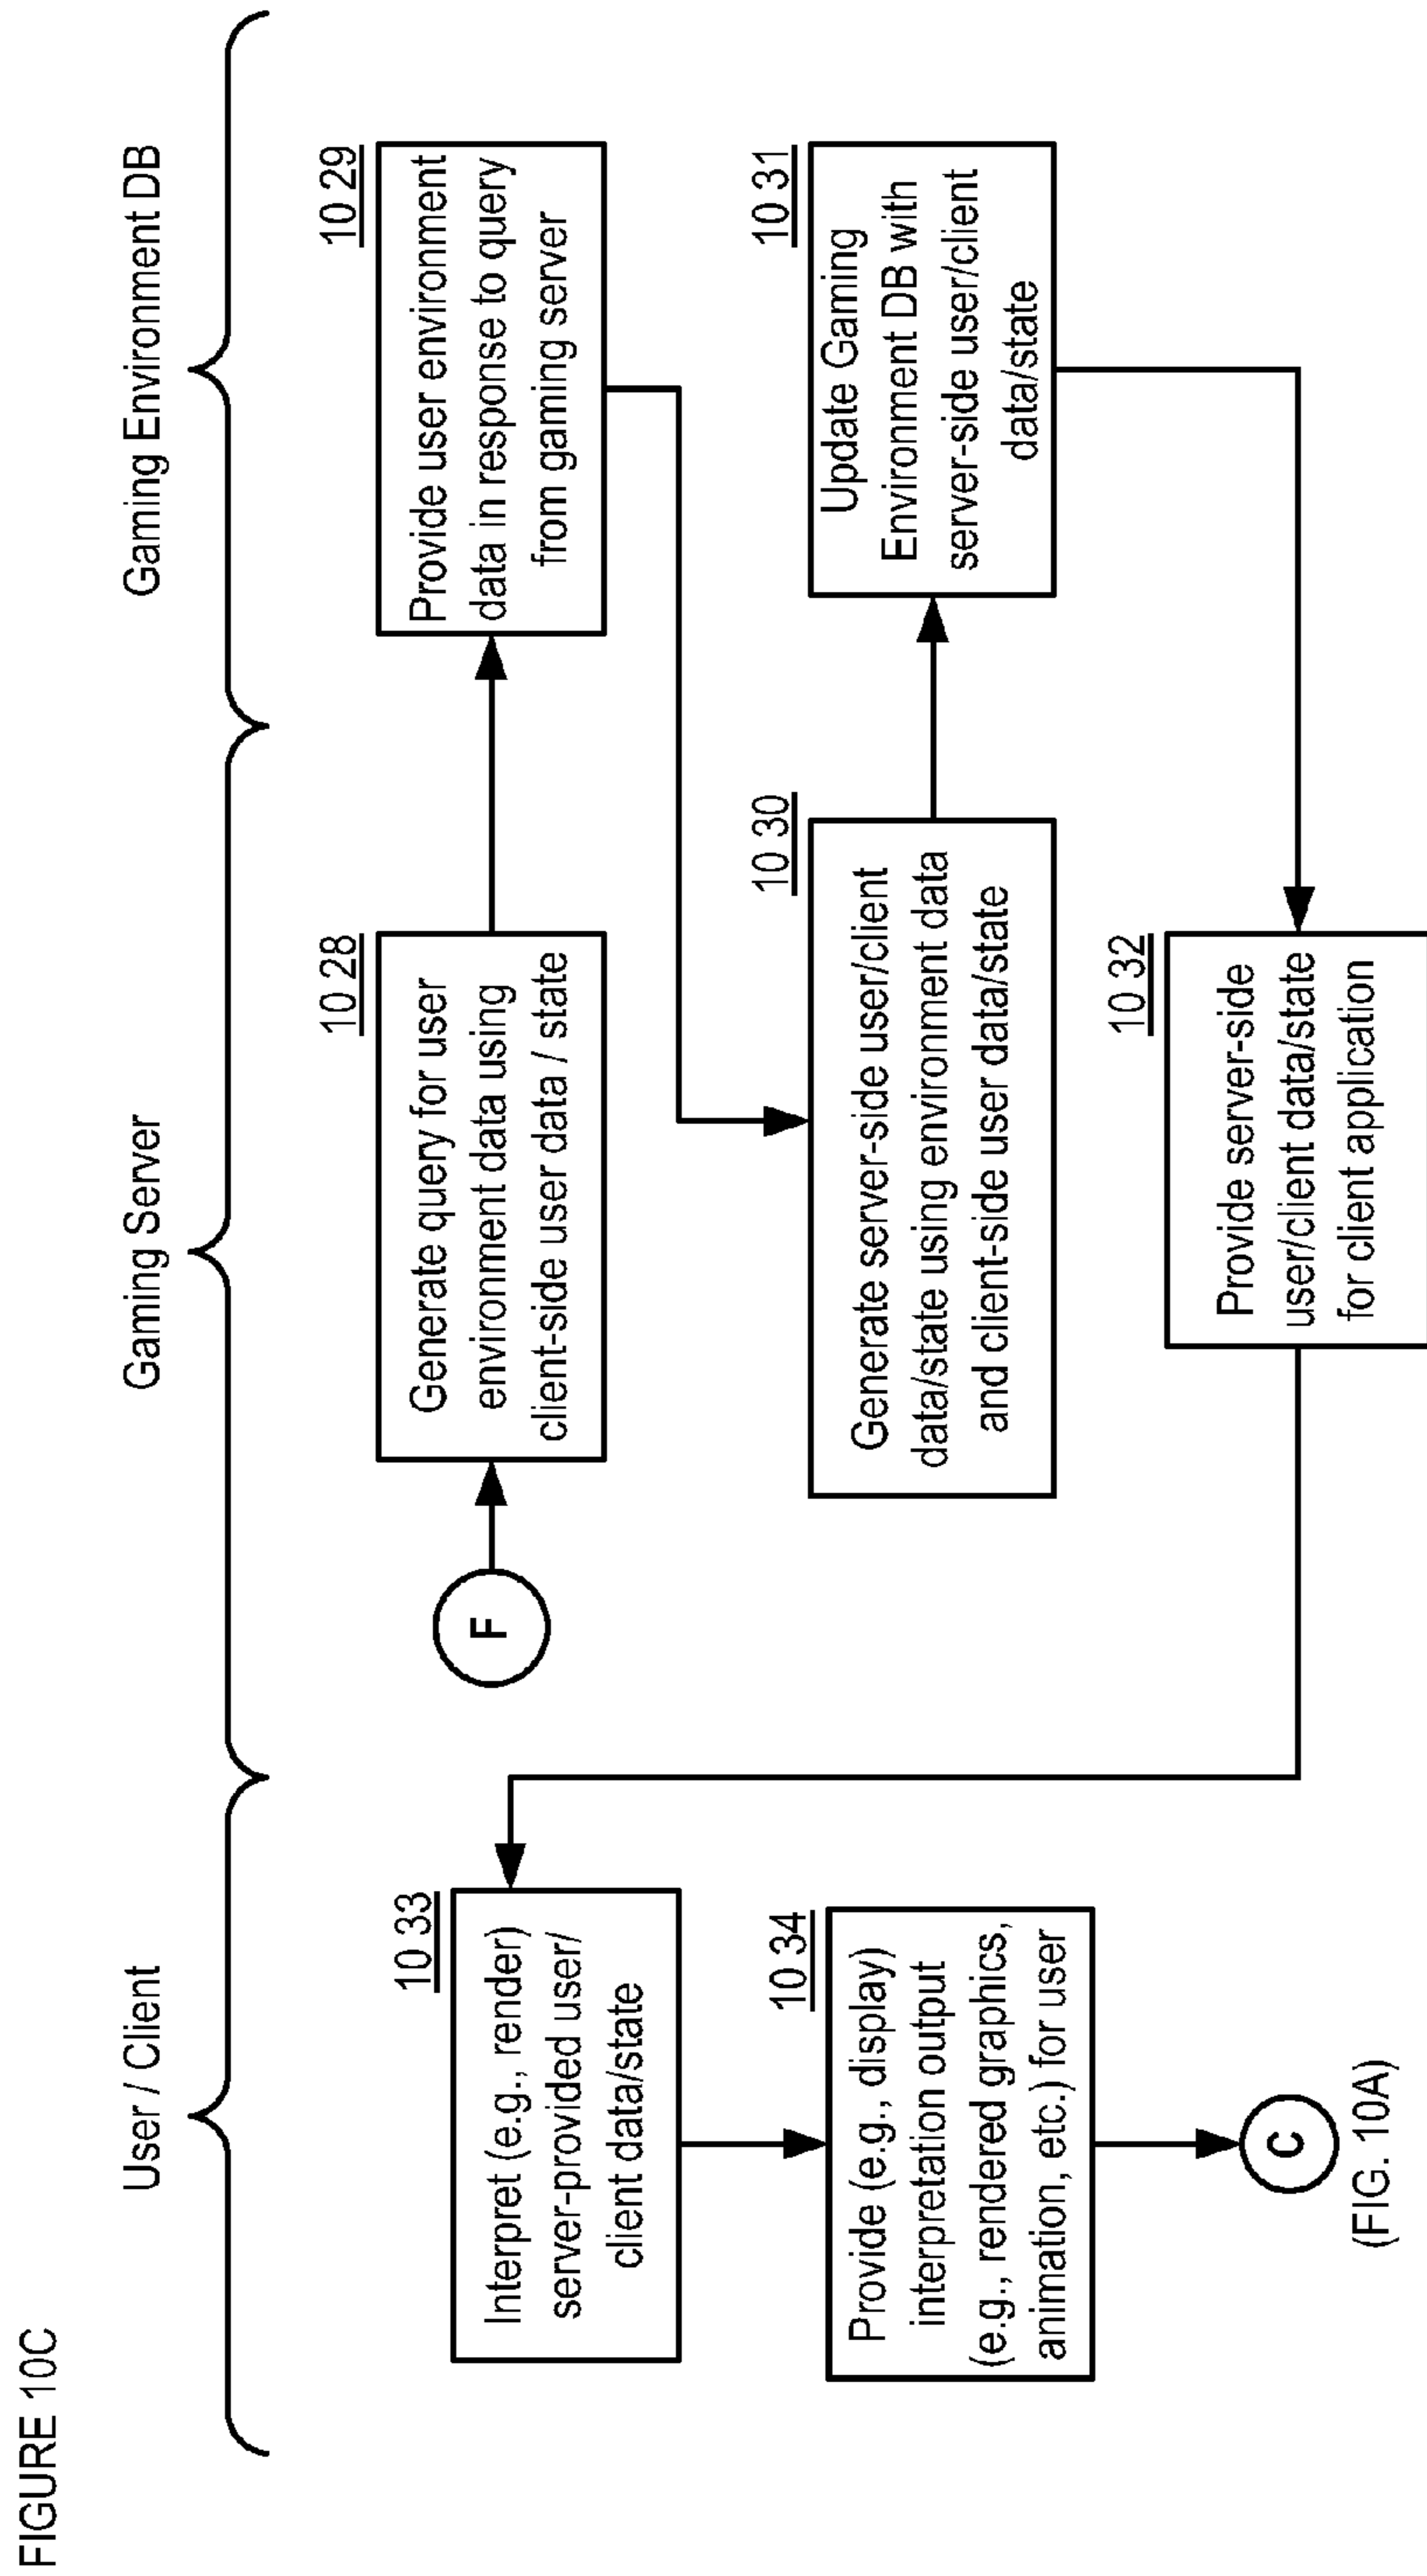 FIGURE 10C
User / Client
Gaming Server
Gaming Environment DB
F
10 28
Generate query for user
environment data using
client-side user data / state
10 29
Provide user environment
data in response to query
from gaming server
10 30
Generate server-side user/client
data/state using environment data
and client-side user data/state
10 31
Update Gaming
Environment DB with
server-side user/client
data/state
10 32
Provide server-side
user/client data/state
for client application
10 33
Interpret (e.g., render)
server-provided user/
client data/state
10 34
Provide (e.g., display)
interpretation output
(e.g., rendered graphics,
animation, etc.) for user
C
(FIG. 10A)